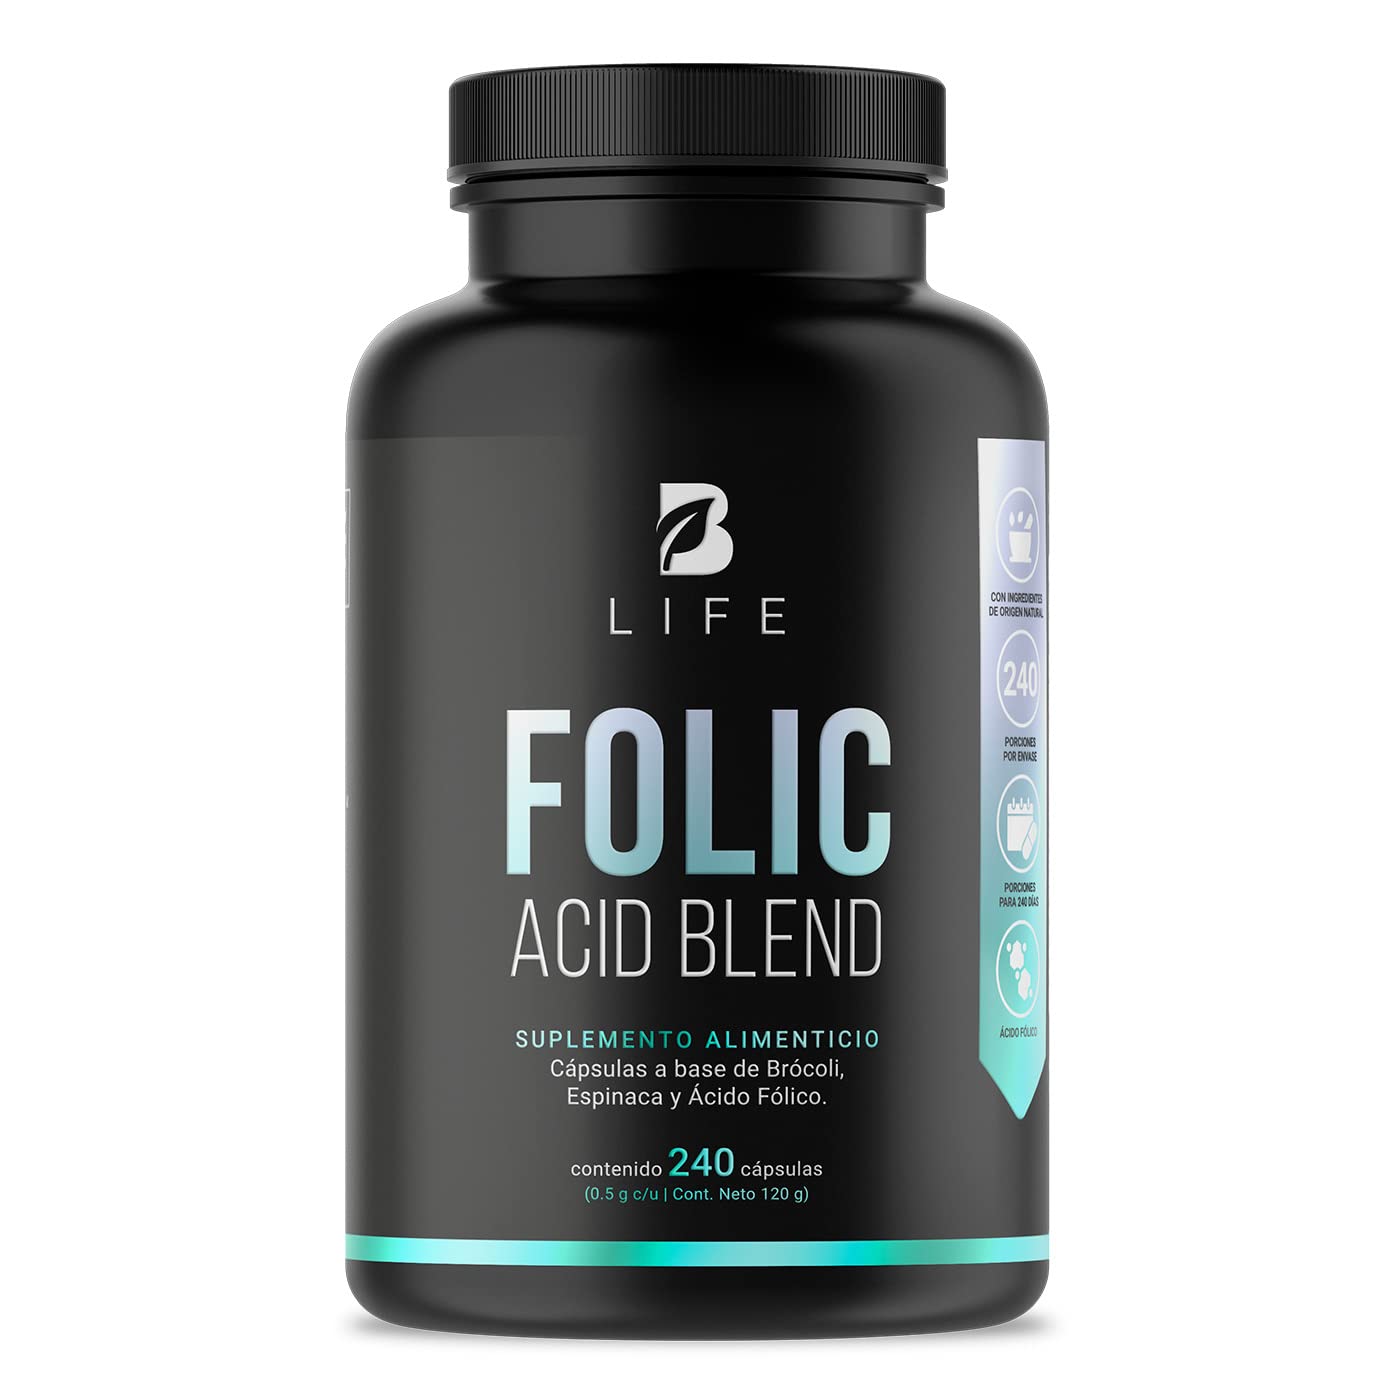 B
LIFE
FOLIC
ACID BLEND
SUPLEMENTO ALIMENTICIO
Cápsulas a base de Brócoli,
Espinaca y Ácido Fólico.
contenido 240 cápsulas
(0.5 g c/u | Cont. Neto 120 g)
CON INGREDIENTES
DE ORIGEN NATURAL
240
PORCIONES
POR ENVASE
PORCIONES
PARA 240 DÍAS
ÁCIDO FÓLICO